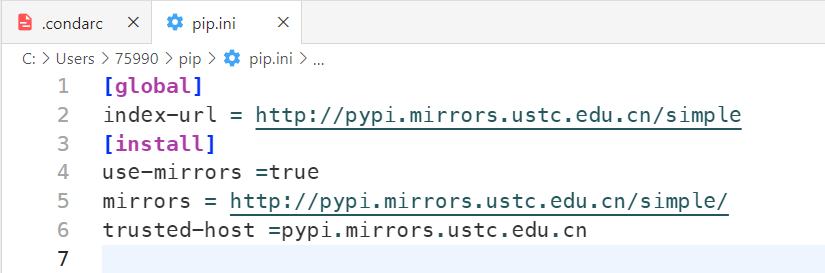 .condarc pip.ini
C: > Users > 75990 > pip > pip.ini > ...
1 [global]
2 index-url = http://pypi.mirrors.ustc.edu.cn/simple
3 [install]
4 use-mirrors =true
5 mirrors = http://pypi.mirrors.ustc.edu.cn/simple/
6 trusted-host =pypi.mirrors.ustc.edu.cn
7